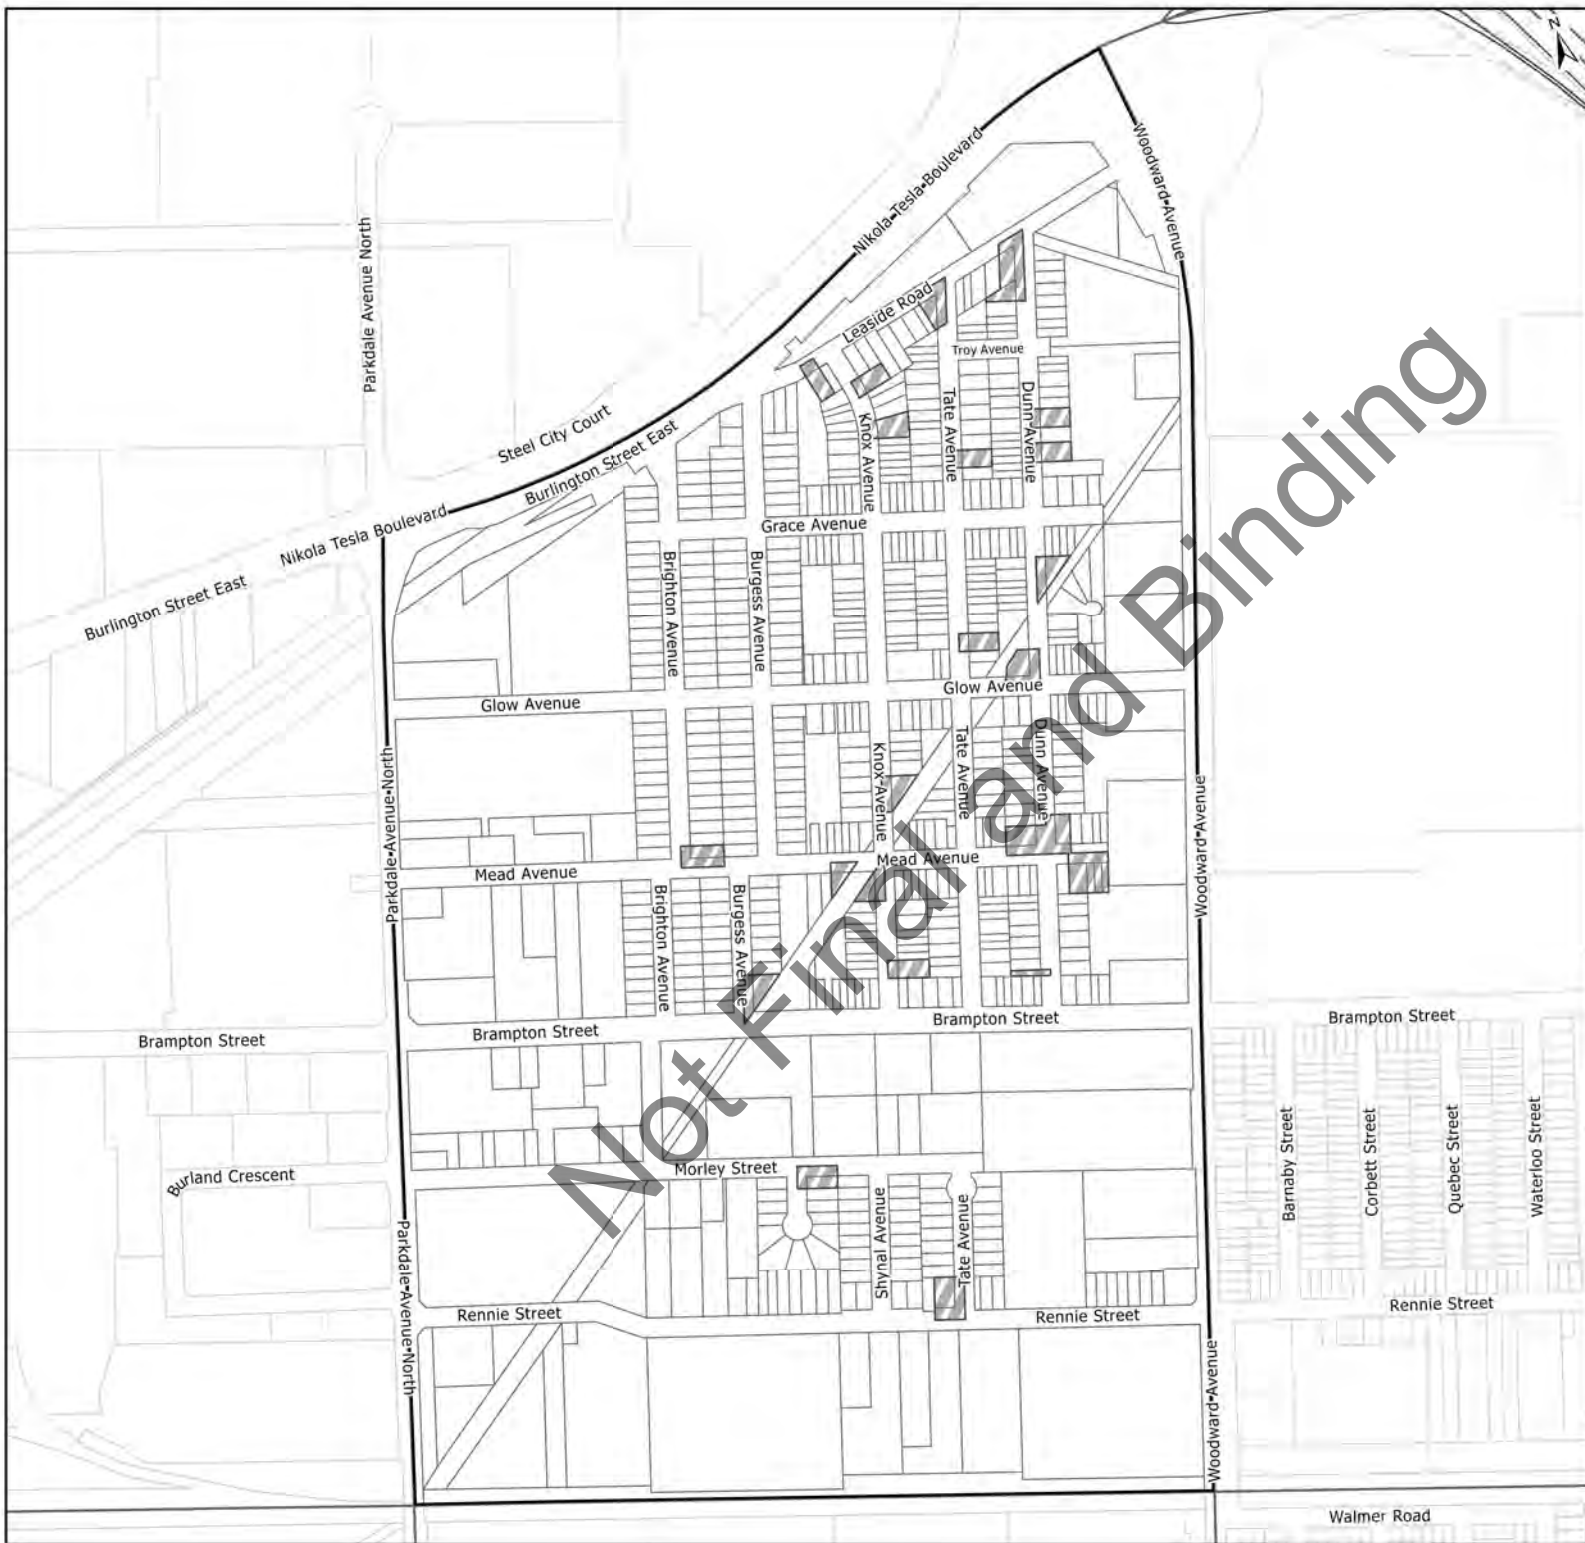 N
Woodward Avenue
Nikola Tesla Boulevard
Parkdale Avenue North
Leaside Road
Troy Avenue
Steel City Court
Burlington Street East
Knox Avenue
Tate Avenue
Dunn Avenue
Nikola Tesla Boulevard
Grace Avenue
Burlington Street East
Brighton Avenue
Burgess Avenue
Glow Avenue
Glow Avenue
Parkdale Avenue North
Knox Avenue
Tate Avenue
Dunn Avenue
Woodward Avenue
Mead Avenue
Mead Avenue
Brighton Avenue
Burgess Avenue
Brampton Street
Brampton Street
Brampton Street
Brampton Street
Burland Crescent
Morley Street
Barnaby Street
Corbett Street
Quebec Street
Waterloo Street
Parkdale Avenue North
Shynal Avenue
Tate Avenue
Rennie Street
Rennie Street
Rennie Street
Woodward Avenue
Walmer Road
Not Final and Binding